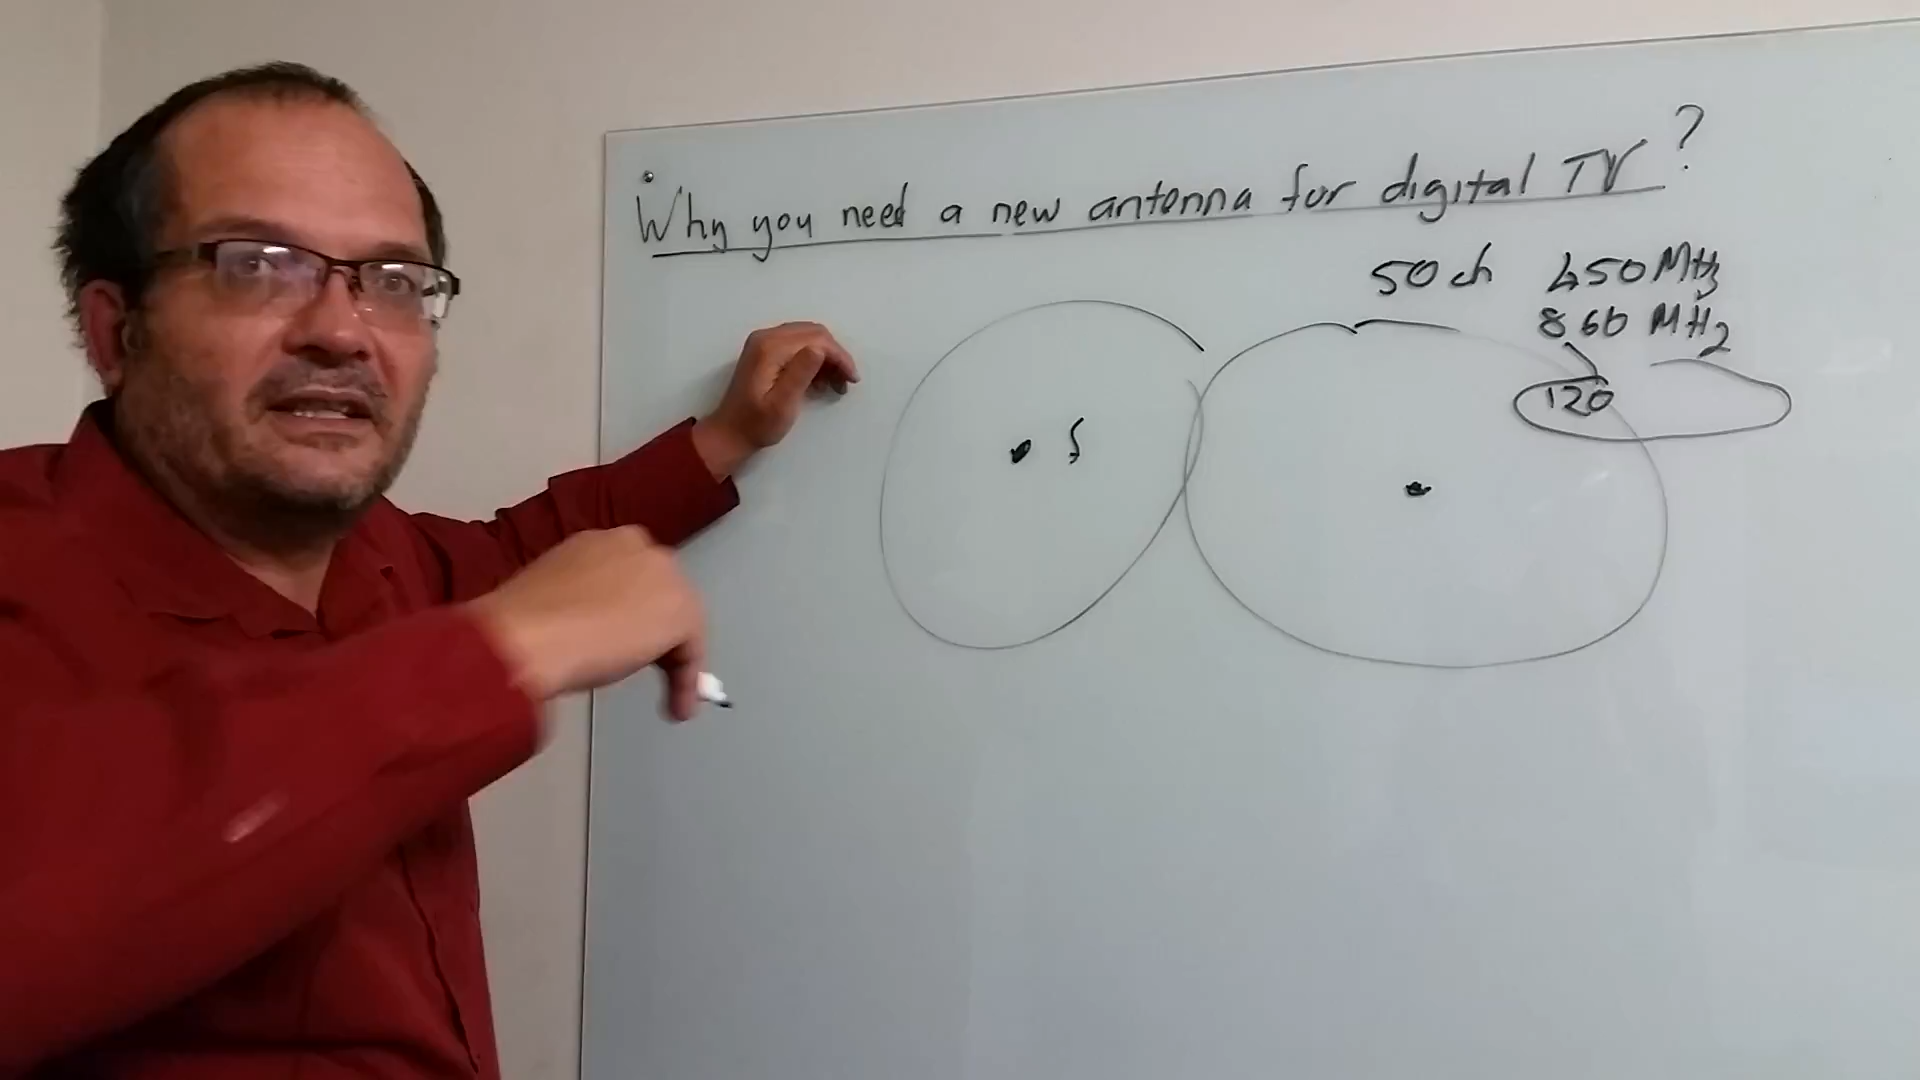 Why you need a new antenna for digital TV?
50 ch 450 MHz
860 MHz
120
f